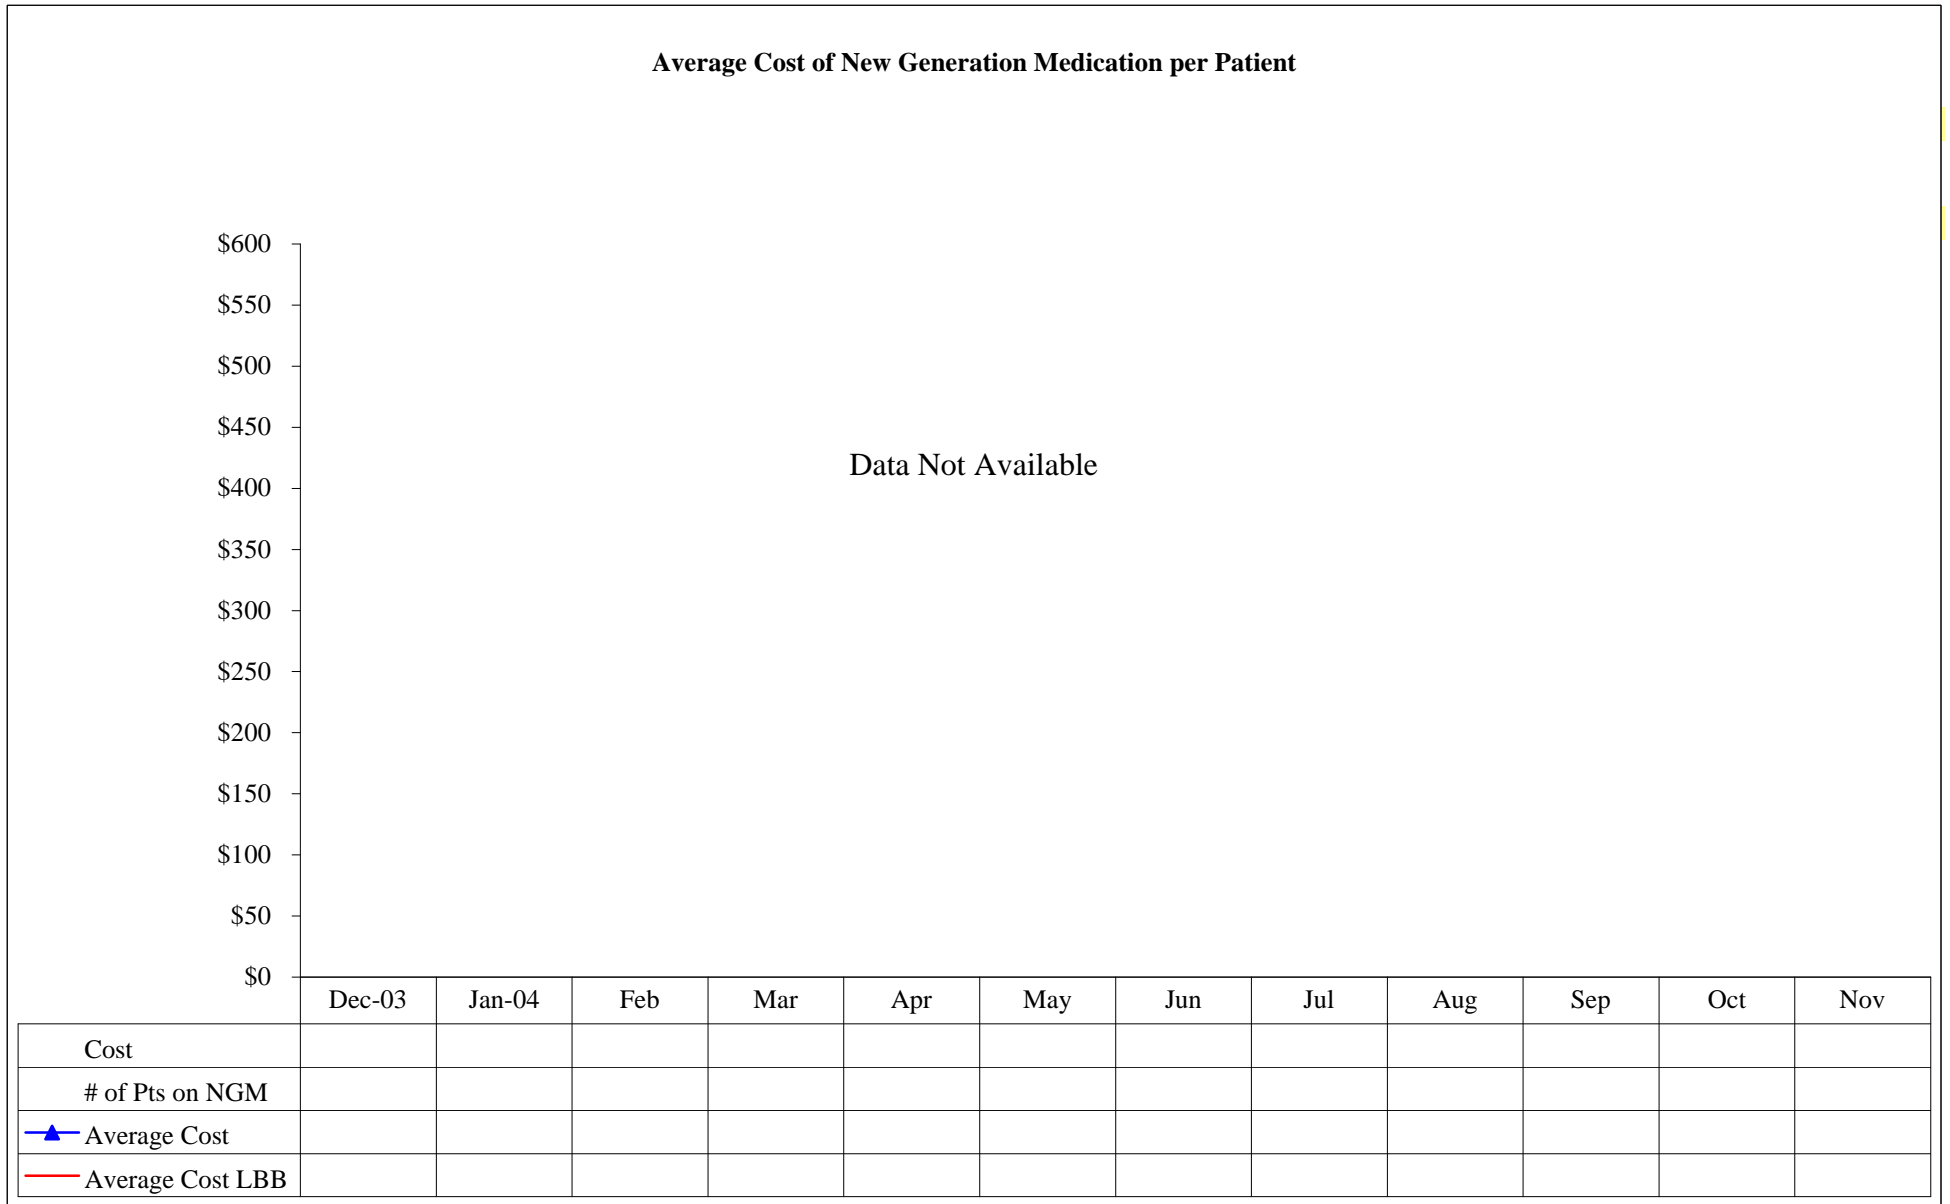 Average Cost of New Generation Medication per Patient
$600
$550
$500
$450
Data Not Available
$400
$350
$300
$250
$200
$150
$100
$50
$0
Dec-03 Jan-04 Feb Mar Apr May Jun Jul Aug Sep Oct Nov
Cost
# of Pts on NGM
Average Cost
Average Cost LBB